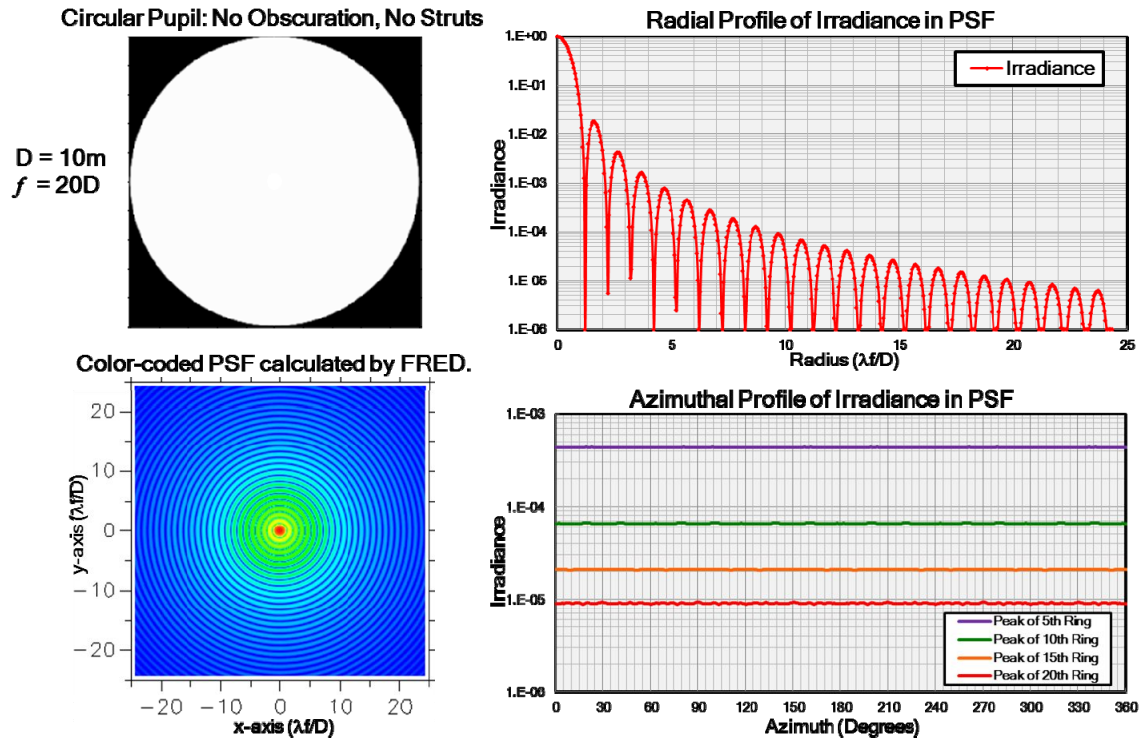 Circular Pupil: No Obscuration, No Struts
D = 10m
f = 20D
Radial Profile of Irradiance in PSF
Irradiance
1.E+00
1.E-01
1.E-02
1.E-03
1.E-04
1.E-05
1.E-06
Irradiance
0 5 10 15 20 25
Radius (λf/D)
Color-coded PSF calculated by FRED.
y-axis (λf/D)
20
10
0
−10
−20
−20 −10 0 10 20
x-axis (λf/D)
Azimuthal Profile of Irradiance in PSF
Irradiance
1.E-03
1.E-04
1.E-05
1.E-06
Peak of 5th Ring
Peak of 10th Ring
Peak of 15th Ring
Peak of 20th Ring
0 30 60 90 120 150 180 210 240 270 300 330 360
Azimuth (Degrees)